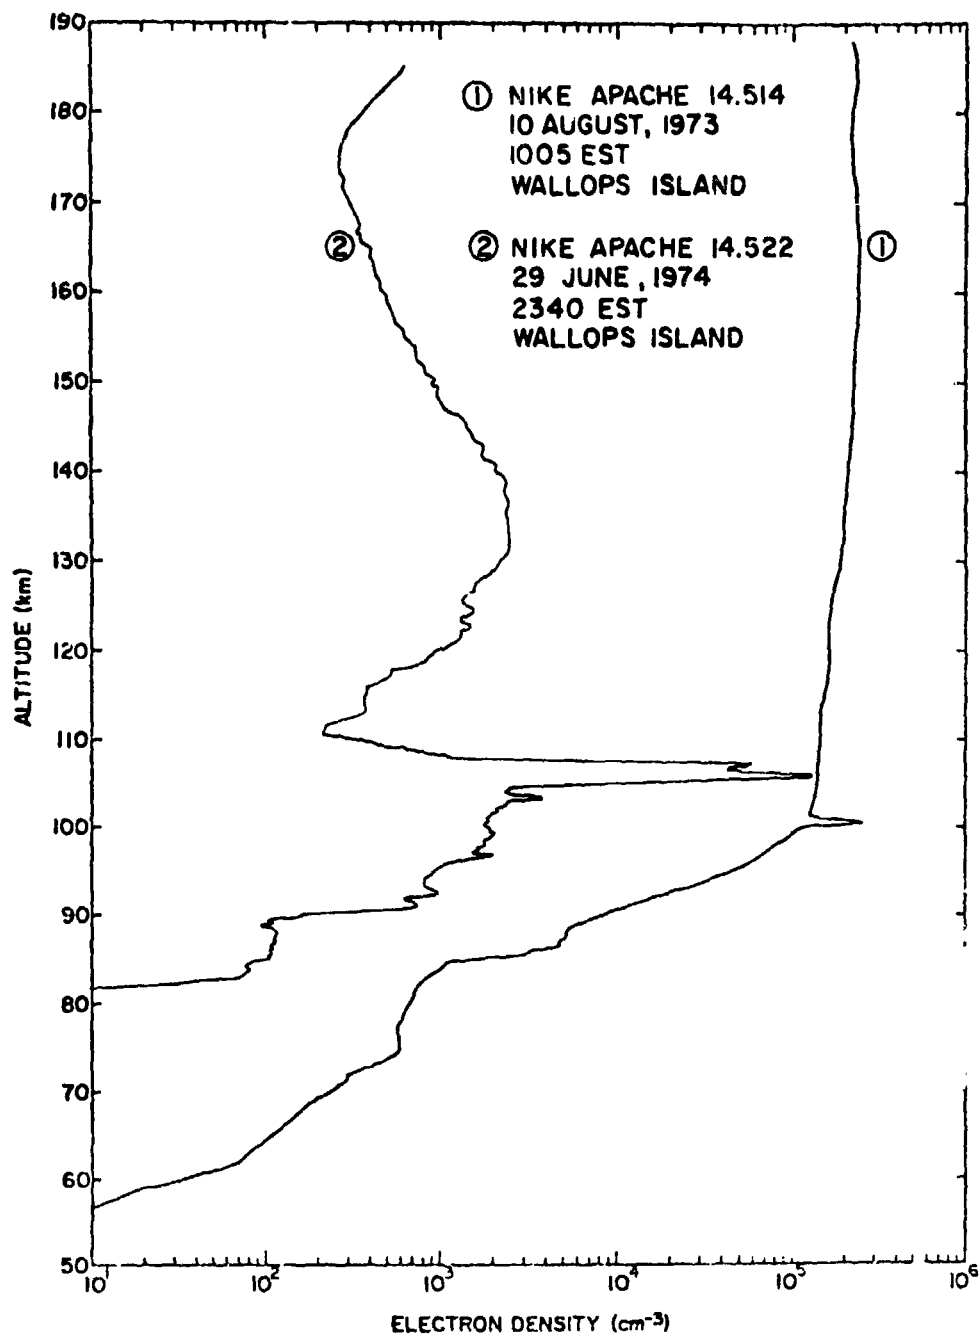 190
180
170
160
150
140
130
120
110
100
90
80
70
60
50
ALTITUDE (km)
① NIKE APACHE 14.514
10 AUGUST, 1973
1005 EST
WALLOPS ISLAND
② NIKE APACHE 14.522
29 JUNE, 1974
2340 EST
WALLOPS ISLAND
②
①
10¹
10²
10³
10⁴
10⁵
10⁶
ELECTRON DENSITY (cm⁻³)